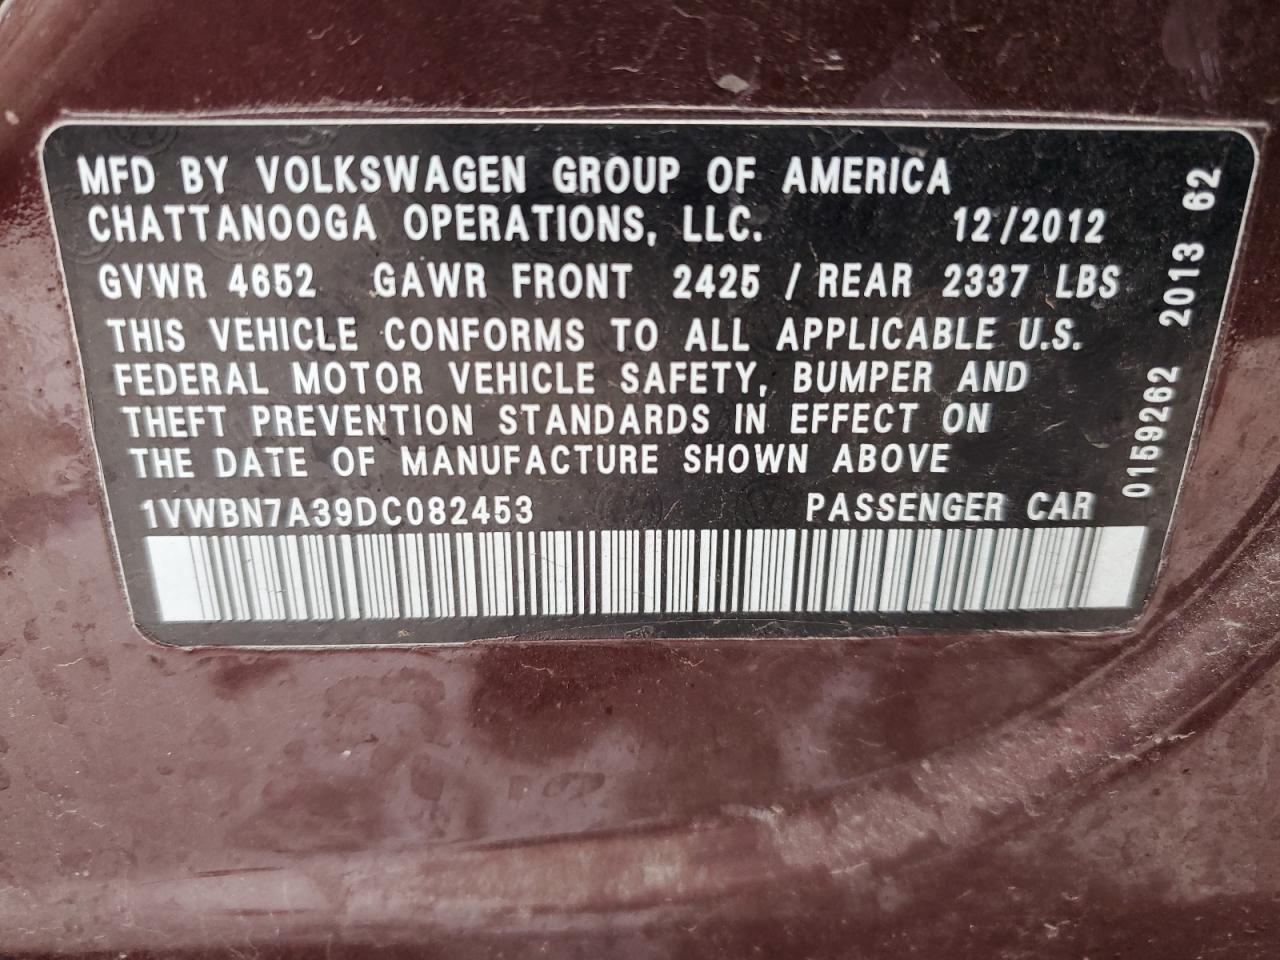 MFD BY VOLKSWAGEN GROUP OF AMERICA
CHATTANOOGA OPERATIONS, LLC. 12/2012
GVWR 4652 GAWR FRONT 2425 / REAR 2337 LBS
THIS VEHICLE CONFORMS TO ALL APPLICABLE U.S.
FEDERAL MOTOR VEHICLE SAFETY, BUMPER AND
THEFT PREVENTION STANDARDS IN EFFECT ON
THE DATE OF MANUFACTURE SHOWN ABOVE
1VWBN7A39DC082453 PASSENGER CAR
0159262 2013 62